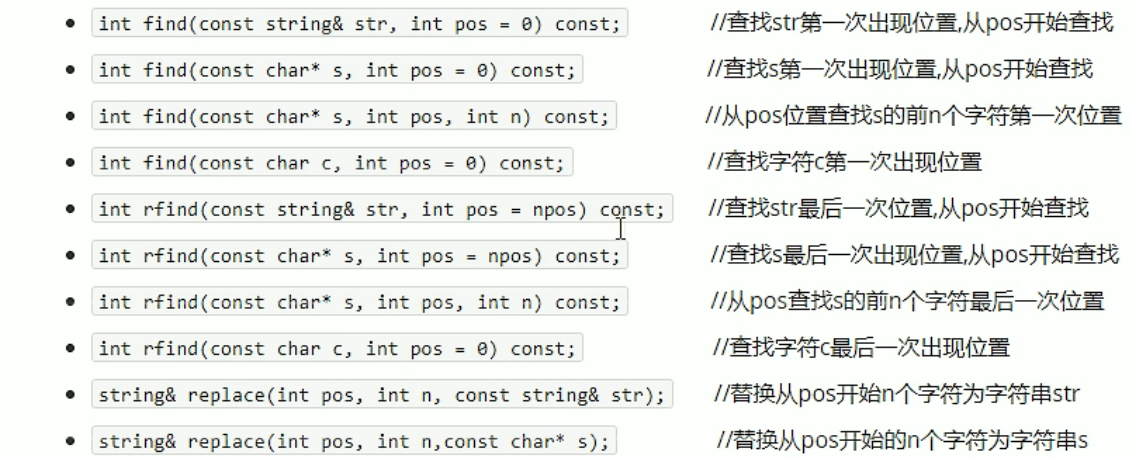 int find(const string& str, int pos = 0) const; //查找str第一次出现位置,从pos开始查找
int find(const char* s, int pos = 0) const; //查找s第一次出现位置,从pos开始查找
int find(const char* s, int pos, int n) const; //从pos位置查找s的前n个字符第一次位置
int find(const char c, int pos = 0) const; //查找字符c第一次出现位置
int rfind(const string& str, int pos = npos) const; //查找str最后一次位置,从pos开始查找
int rfind(const char* s, int pos = npos) const; //查找s最后一次出现位置,从pos开始查找
int rfind(const char* s, int pos, int n) const; //从pos查找s的前n个字符最后一次位置
int rfind(const char c, int pos = 0) const; //查找字符c最后一次出现位置
string& replace(int pos, int n, const string& str); //替换从pos开始n个字符为字符串str
string& replace(int pos, int n,const char* s); //替换从pos开始的n个字符为字符串s